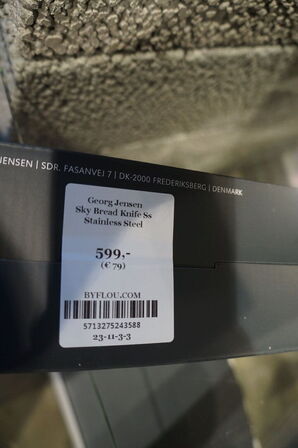 JENSEN | SDR. FASANVEJ 7 | DK-2000 FREDERIKSBERG | DENMARK
Georg Jensen
Sky Bread Knife Ss
Stainless Steel
599,-
(€ 79)
BYFLOU.COM
5713275243588
23-11-3-3